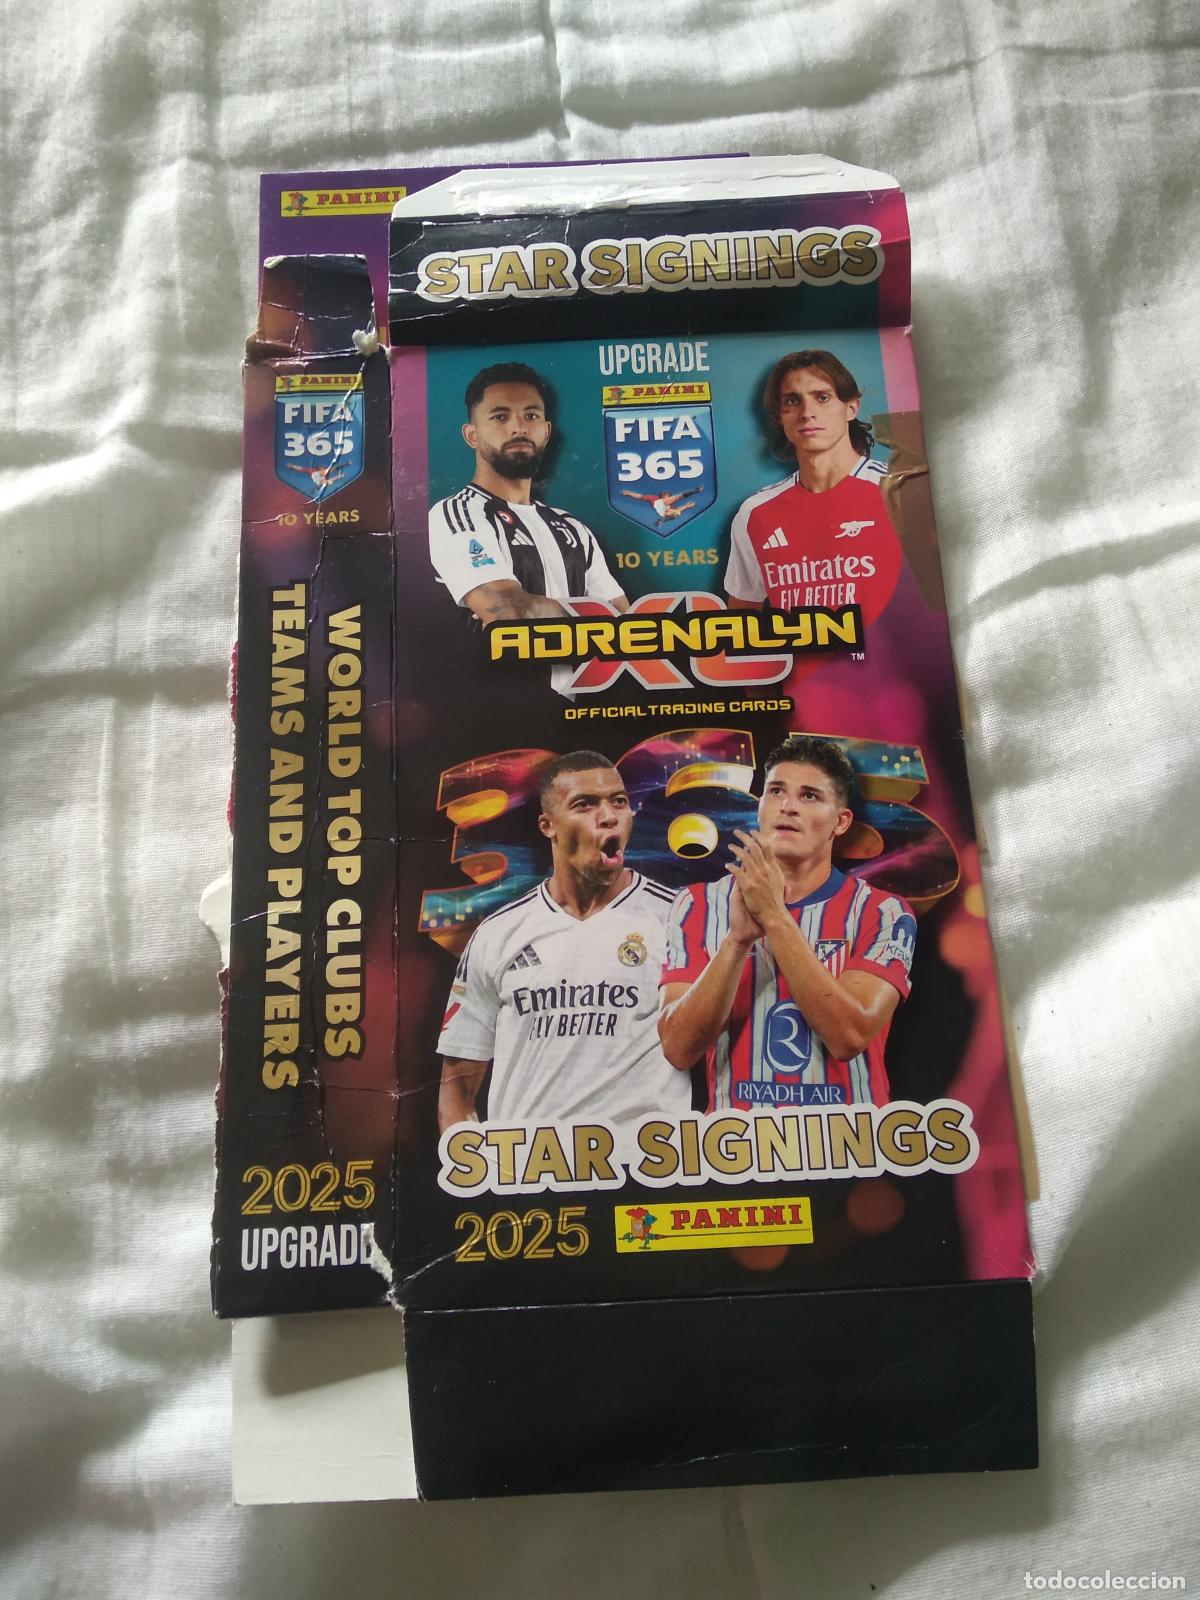 PANINI
STAR SIGNINGS
UPGRADE
PANINI
FIFA
365
10 YEARS
Emirates
FLY BETTER
ADRENALYN
XL
TM
OFFICIAL TRADING CARDS
365
Emirates
FLY BETTER
RIYADH AIR
STAR SIGNINGS
2025
PANINI
PANINI
FIFA
365
10 YEARS
WORLD TOP CLUBS
TEAMS AND PLAYERS
2025
UPGRADE
todocoleccion